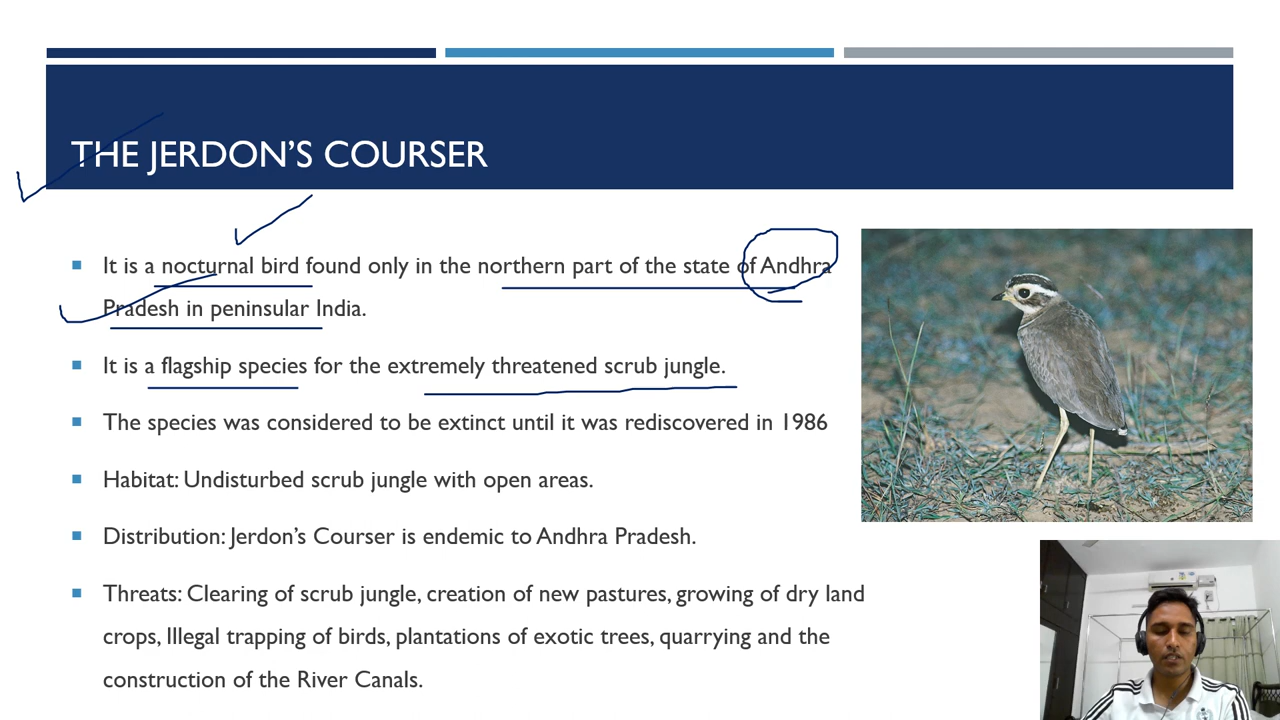 THE JERDON'S COURSER
It is a nocturnal bird found only in the northern part of the state of Andhra
Pradesh in peninsular India.
It is a flagship species for the extremely threatened scrub jungle.
The species was considered to be extinct until it was rediscovered in 1986
Habitat: Undisturbed scrub jungle with open areas.
Distribution: Jerdon's Courser is endemic to Andhra Pradesh.
Threats: Clearing of scrub jungle, creation of new pastures, growing of dry land
crops, Illegal trapping of birds, plantations of exotic trees, quarrying and the
construction of the River Canals.